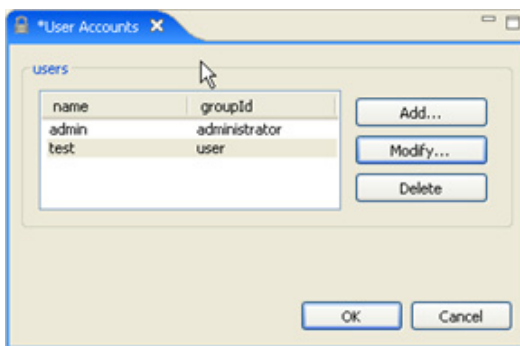 *User Accounts
users
name groupId
admin administrator
test user
Add...
Modify...
Delete
OK Cancel